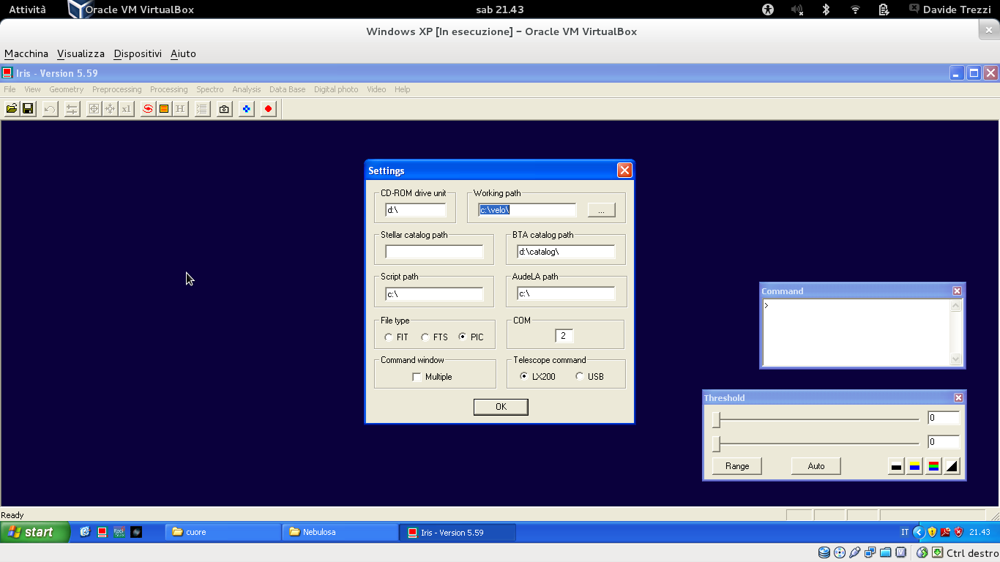 Attività Oracle VM VirtualBox sab 21.43 Davide Trezzi
Windows XP [In esecuzione] - Oracle VM VirtualBox
Macchina Visualizza Dispositivi Aiuto
Iris - Version 5.59
File View Geometry Preprocessing Processing Spectro Analysis Data Base Digital photo Video Help
x1 H
Settings
CD-ROM drive unit Working path
d:\ c:\velo\ ...
Stellar catalog path BTA catalog path
d:\catalog\
Script path AudeLA path
c:\ c:\
File type COM
FIT FTS PIC 2
Command window Telescope command
Multiple LX200 USB
OK
Command
>
Threshold
0
0
Range Auto
Ready
start cuore Nebulosa Iris - Version 5.59 IT 21.43
Ctrl destro